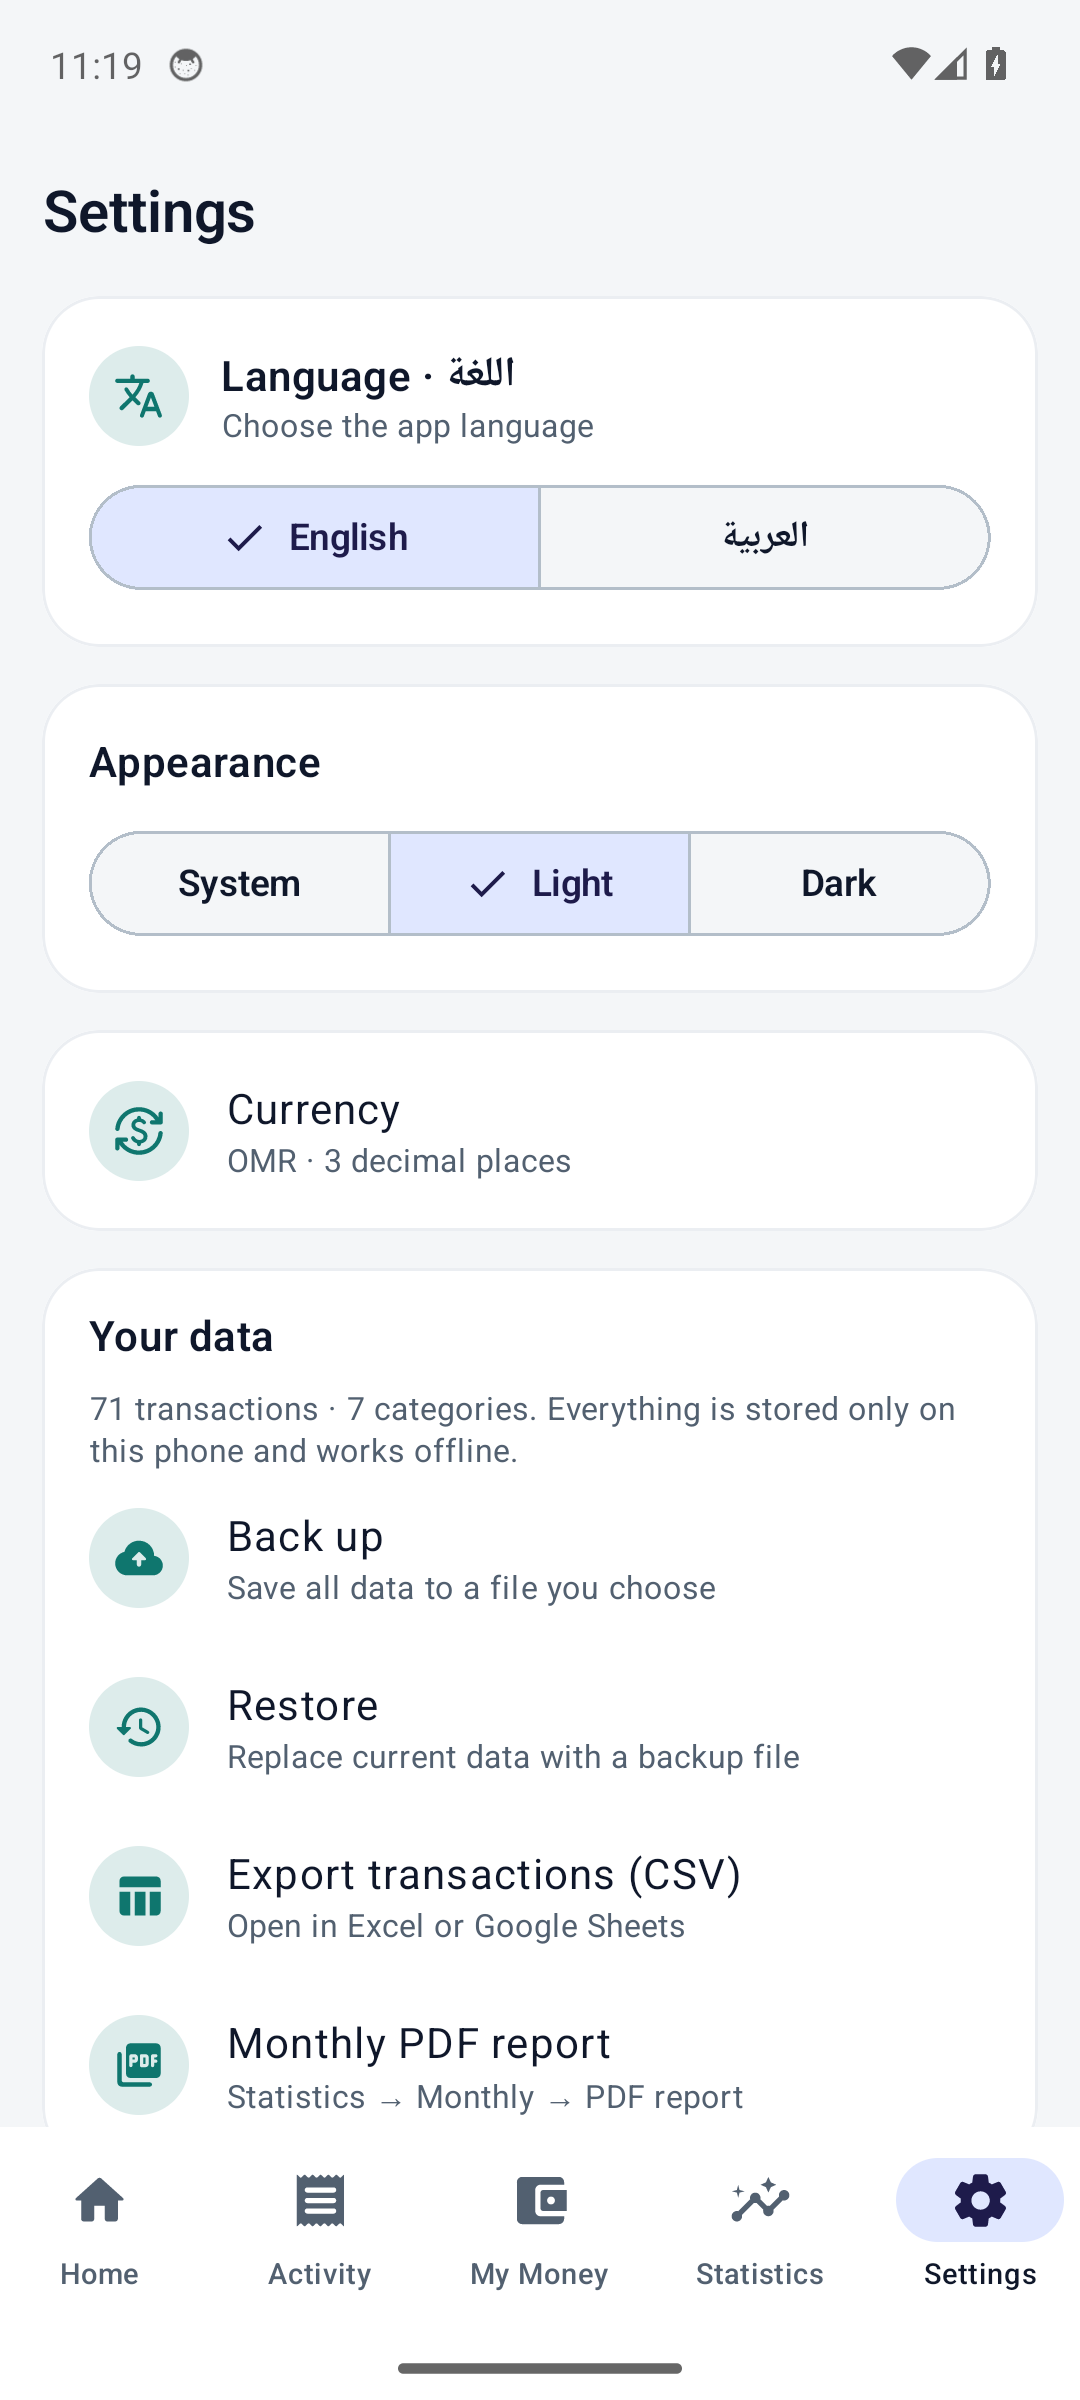 11:19
Settings
Language · اللغة
Choose the app language
English
العربية
Appearance
System
Light
Dark
Currency
OMR · 3 decimal places
Your data
71 transactions · 7 categories. Everything is stored only on
this phone and works offline.
Back up
Save all data to a file you choose
Restore
Replace current data with a backup file
Export transactions (CSV)
Open in Excel or Google Sheets
PDF
Monthly PDF report
Statistics → Monthly → PDF report
Home
Activity
My Money
Statistics
Settings